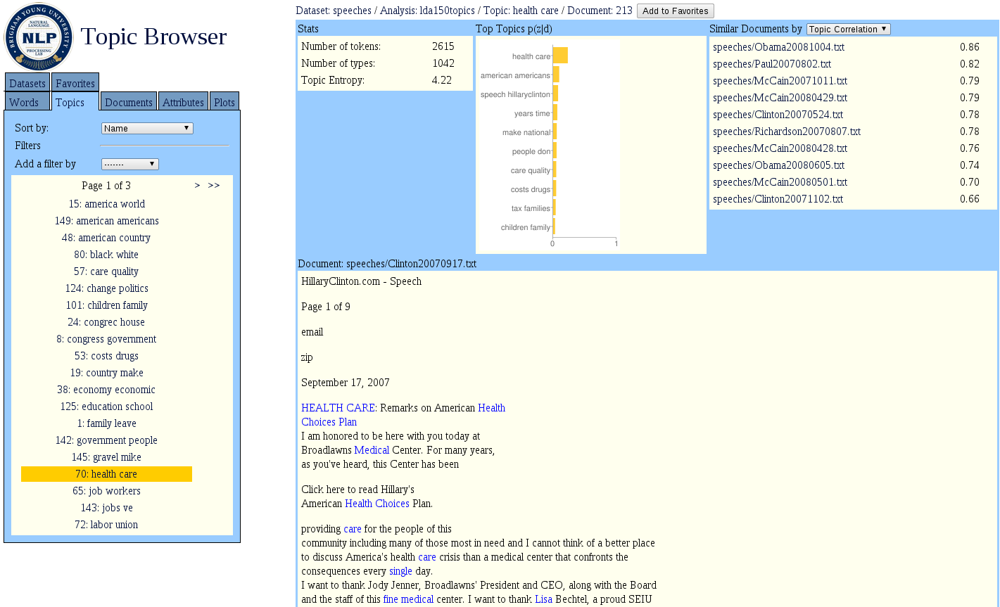 BRIGHAM YOUNG UNIVERSITY
NATURAL LANGUAGE
NLP
PROCESSING LAB
Topic Browser
Datasets Favorites
Words Topics Documents Attributes Plots
Sort by: Name
Filters
Add a filter by -------
Page 1 of 3 > >>
15: america world
149: american americans
48: american country
80: black white
57: care quality
124: change politics
101: children family
24: congrec house
8: congress government
53: costs drugs
19: country make
38: economy economic
125: education school
1: family leave
142: government people
145: gravel mike
70: health care
65: job workers
143: jobs ve
72: labor union
Dataset: speeches / Analysis: lda150topics / Topic: health care / Document: 213 Add to Favorites
Stats
Number of tokens: 2615
Number of types: 1042
Topic Entropy: 4.22
Top Topics p(z|d)
health care
american americans
speech hillaryclinton
years time
make national
people don
care quality
costs drugs
tax families
children family
0 1
Similar Documents by Topic Correlation
speeches/Obama20081004.txt 0.86
speeches/Paul20070802.txt 0.82
speeches/McCain20071011.txt 0.79
speeches/McCain20080429.txt 0.79
speeches/Clinton20070524.txt 0.78
speeches/Richardson20070807.txt 0.78
speeches/McCain20080428.txt 0.76
speeches/Obama20080605.txt 0.74
speeches/McCain20080501.txt 0.70
speeches/Clinton20071102.txt 0.66
Document: speeches/Clinton20070917.txt
HillaryClinton.com - Speech
Page 1 of 9
email
zip
September 17, 2007
HEALTH CARE: Remarks on American Health
Choices Plan
I am honored to be here with you today at
Broadlawns Medical Center. For many years,
as you've heard, this Center has been
Click here to read Hillary's
American Health Choices Plan.
providing care for the people of this
community including many of those most in need and I cannot think of a better place
to discuss America's health care crisis than a medical center that confronts the
consequences every single day.
I want to thank Jody Jenner, Broadlawns' President and CEO, along with the Board
and the staff of this fine medical center. I want to thank Lisa Bechtel, a proud SEIU